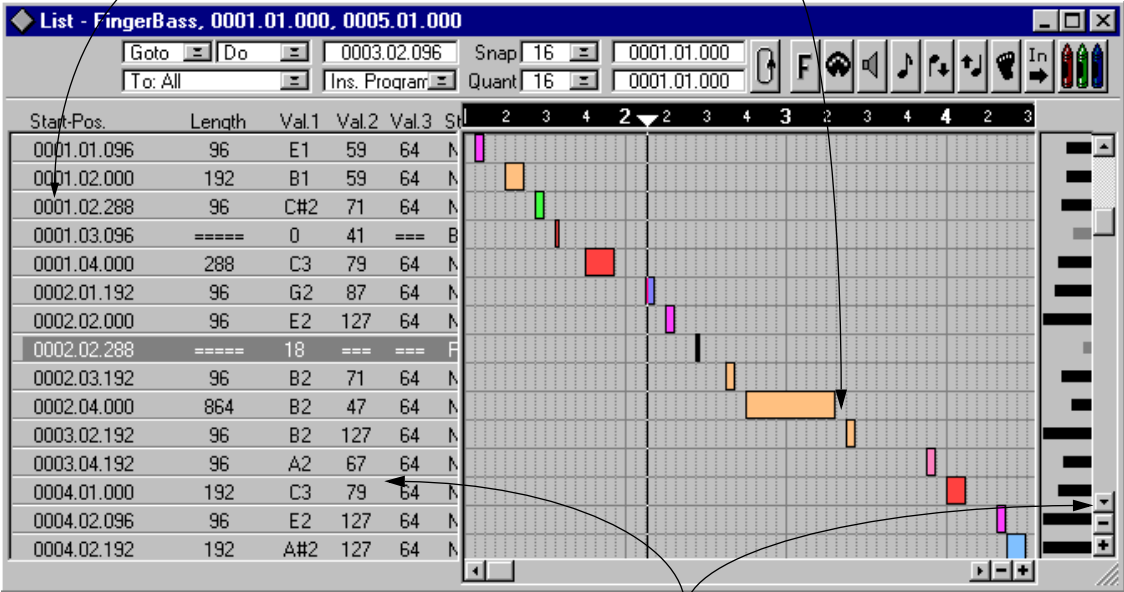 List - FingerBass, 0001.01.000, 0005.01.000
Goto Do 0003.02.096 Snap 16 0001.01.000 F In
To: All Ins. Program Quant 16 0001.01.000
Start-Pos. Length Val.1 Val.2 Val.3 St 2 3 4 2 2 3 4 3 2 3 4 4 2 3
0001.01.096 96 E1 59 64 N
0001.02.000 192 B1 59 64 N
0001.02.288 96 C#2 71 64 N
0001.03.096 ===== 0 41 === B
0001.04.000 288 C3 79 64 N
0002.01.192 96 G2 87 64 N
0002.02.000 96 E2 127 64 N
0002.02.288 ===== 18 === === P
0002.03.192 96 B2 71 64 N
0002.04.000 864 B2 47 64 N
0003.02.192 96 B2 127 64 N
0003.04.192 96 A2 67 64 N
0004.01.000 192 C3 79 64 N
0004.02.096 96 E2 127 64 N
0004.02.192 192 A#2 127 64 N